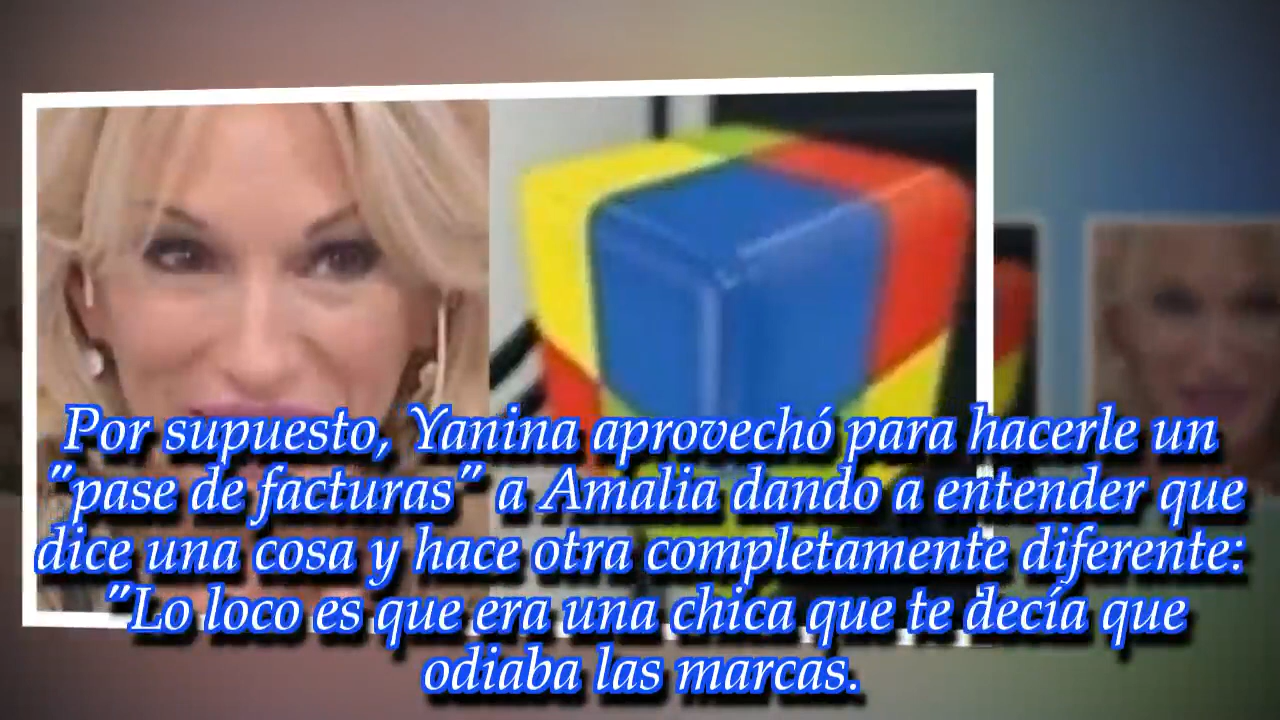 Por supuesto, Yanina aprovechó para hacerle un
"pase de facturas" a Amalia dando a entender que
dice una cosa y hace otra completamente diferente:
"Lo loco es que era una chica que te decía que
odiaba las marcas.